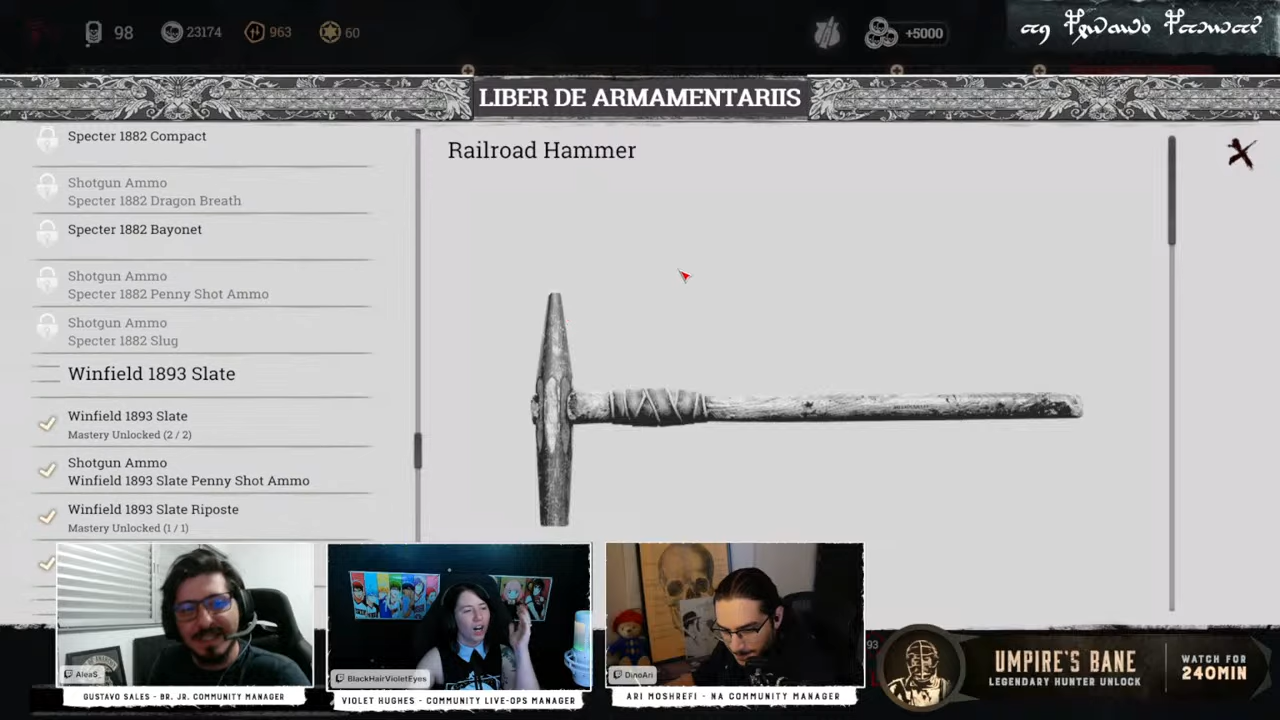 98
23174
963
60
+5000
LIBER DE ARMAMENTARIIS
Specter 1882 Compact
Shotgun Ammo
Specter 1882 Dragon Breath
Specter 1882 Bayonet
Shotgun Ammo
Specter 1882 Penny Shot Ammo
Shotgun Ammo
Specter 1882 Slug
Winfield 1893 Slate
Winfield 1893 Slate
Mastery Unlocked (2 / 2)
Shotgun Ammo
Winfield 1893 Slate Penny Shot Ammo
Winfield 1893 Slate Riposte
Mastery Unlocked (1 / 1)
Railroad Hammer
AleaS_
GUSTAVO SALES - BR. JR. COMMUNITY MANAGER
BlackHairVioletEyes
VIOLET HUGHES - COMMUNITY LIVE-OPS MANAGER
DinoAri
ARI MOSHREFI - NA COMMUNITY MANAGER
93
UMPIRE'S BANE
LEGENDARY HUNTER UNLOCK
WATCH FOR
240MIN